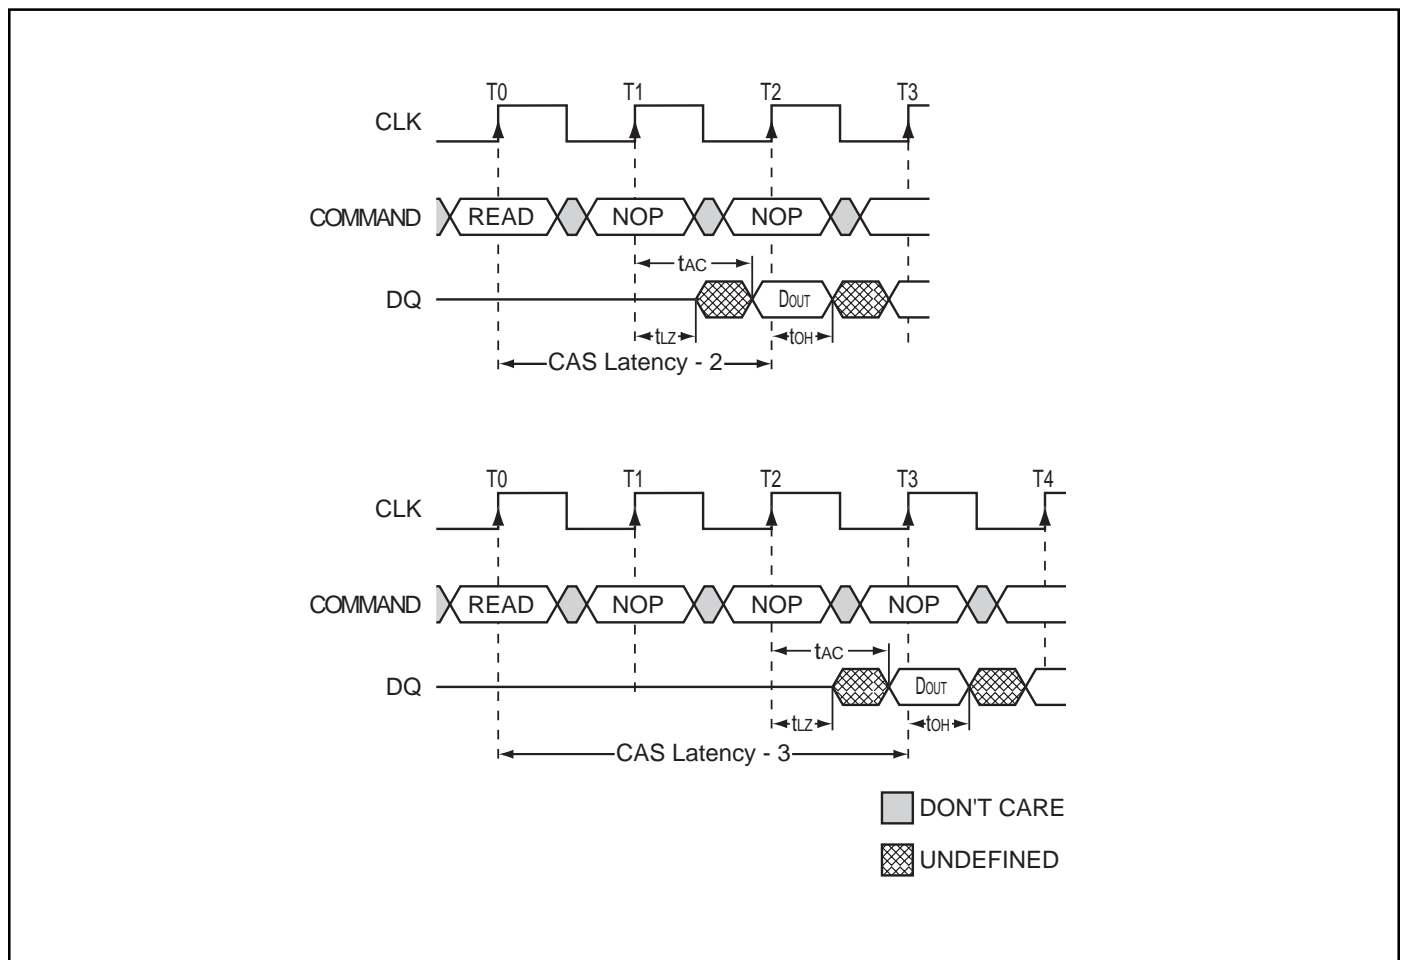 T0 T1 T2 T3
CLK
COMMAND READ NOP NOP
tAC
DQ DOUT
tLZ tOH
CAS Latency - 2
T0 T1 T2 T3 T4
CLK
COMMAND READ NOP NOP NOP
tAC
DQ DOUT
tLZ tOH
CAS Latency - 3
DON'T CARE
UNDEFINED